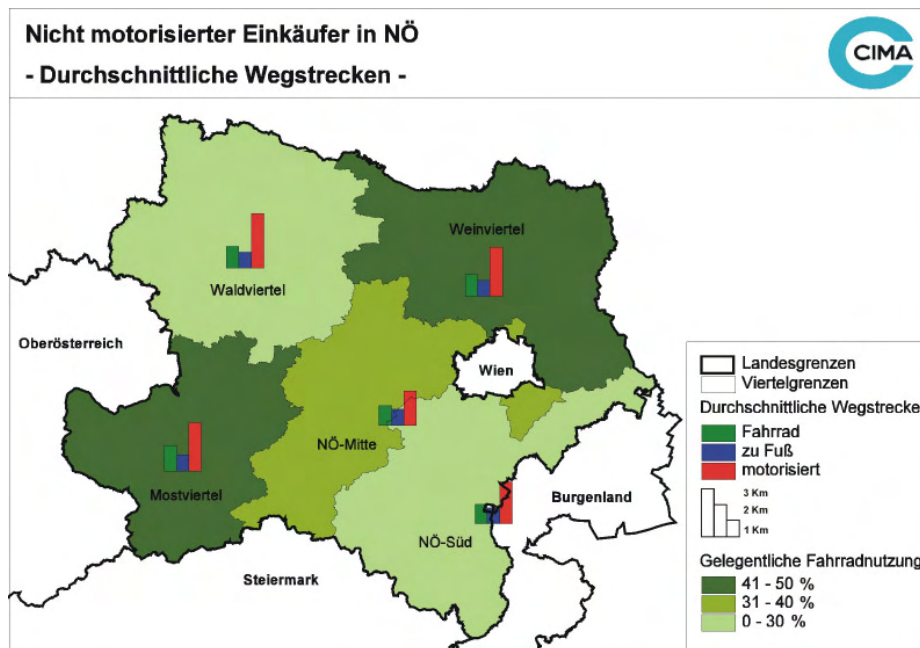 Nicht motorisierter Einkäufer in NÖ
- Durchschnittliche Wegstrecken -
CIMA
Weinviertel
Waldviertel
Oberösterreich
Wien
NÖ-Mitte
Mostviertel
Burgenland
NÖ-Süd
Steiermark
Landesgrenzen
Viertelgrenzen
Durchschnittliche Wegstrecke
Fahrrad
zu Fuß
motorisiert
3 Km
2 Km
1 Km
Gelegentliche Fahrradnutzung
41 - 50 %
31 - 40 %
0 - 30 %